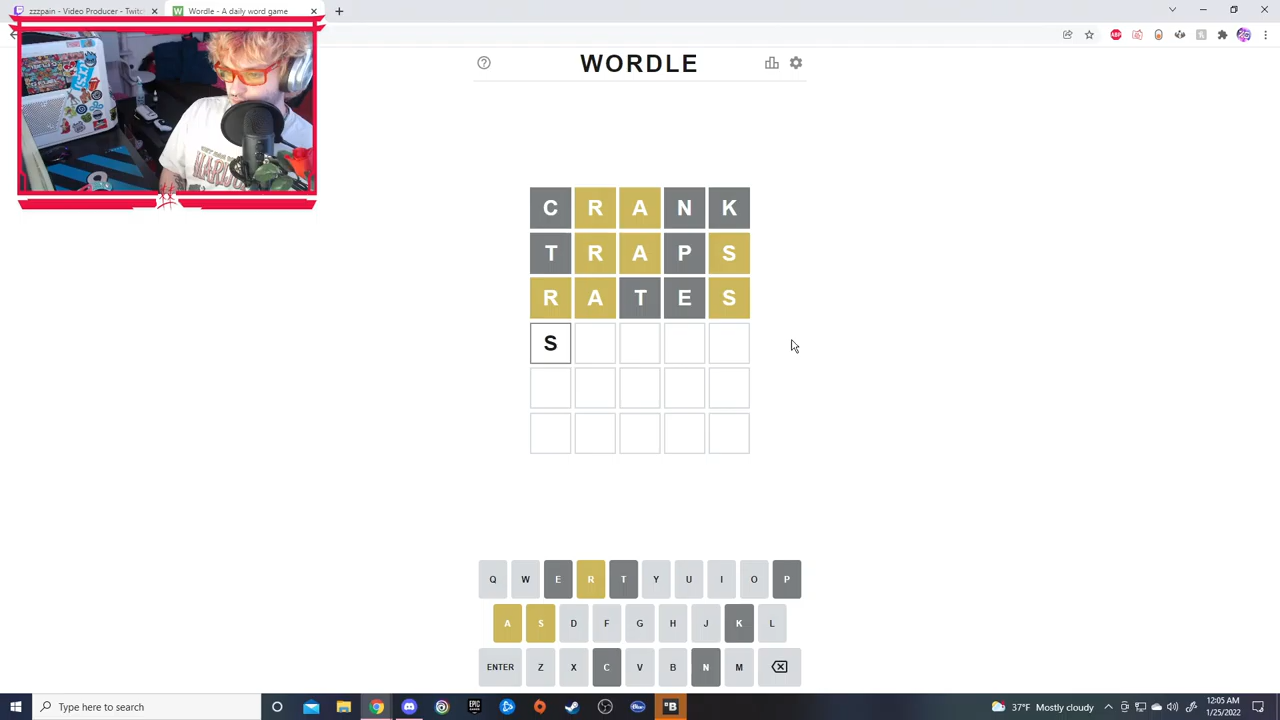 zzzpain - Video Producer - Twitch
Wordle - A daily word game
WORDLE
C R A N K
T R A P S
R A T E S
S
Q W E R T Y U I O P
A S D F G H J K L
ENTER Z X C V B N M
Type here to search
37°F Mostly cloudy
12:05 AM
1/25/2022